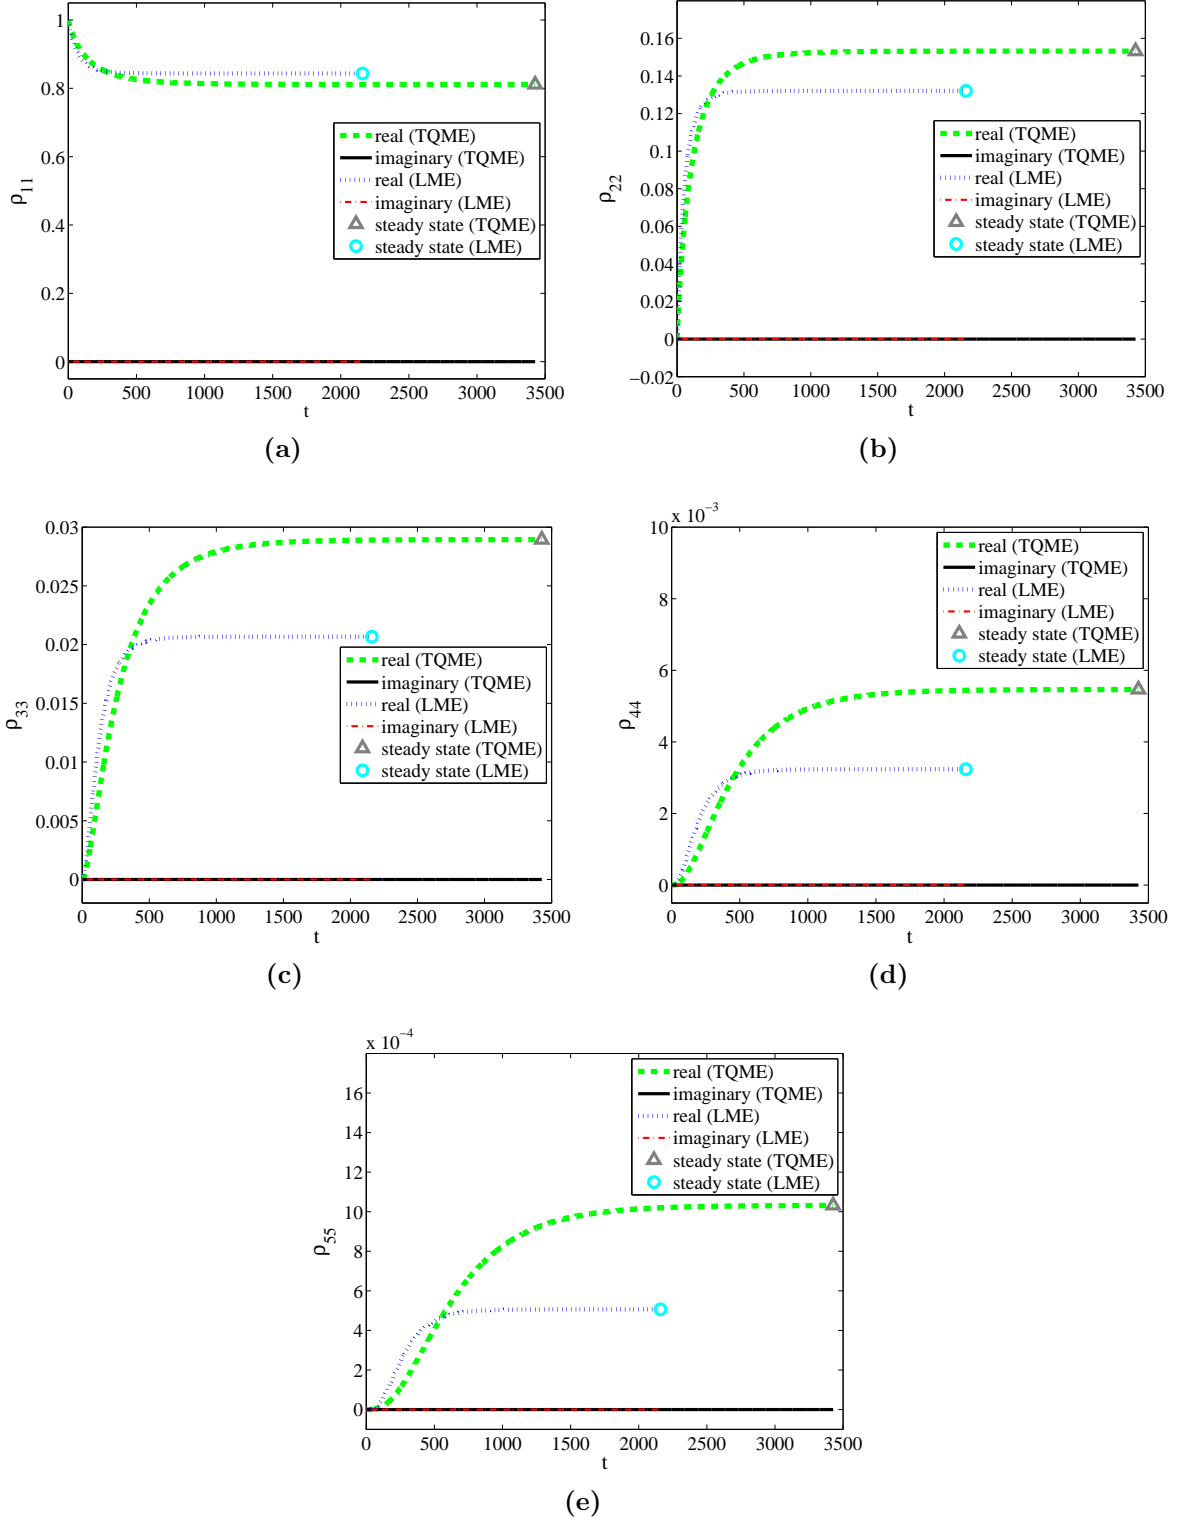 1
0.8
0.6
0.4
0.2
0
ρ11
0 500 1000 1500 2000 2500 3000 3500
t
real (TQME)
imaginary (TQME)
real (LME)
imaginary (LME)
steady state (TQME)
steady state (LME)
(a)
0.16
0.14
0.12
0.1
0.08
0.06
0.04
0.02
0
−0.02
ρ22
0 500 1000 1500 2000 2500 3000 3500
t
real (TQME)
imaginary (TQME)
real (LME)
imaginary (LME)
steady state (TQME)
steady state (LME)
(b)
0.03
0.025
0.02
0.015
0.01
0.005
0
ρ33
0 500 1000 1500 2000 2500 3000 3500
t
real (TQME)
imaginary (TQME)
real (LME)
imaginary (LME)
steady state (TQME)
steady state (LME)
(c)
x 10−3
10
8
6
4
2
0
ρ44
0 500 1000 1500 2000 2500 3000 3500
t
real (TQME)
imaginary (TQME)
real (LME)
imaginary (LME)
steady state (TQME)
steady state (LME)
(d)
x 10−4
16
14
12
10
8
6
4
2
0
ρ55
0 500 1000 1500 2000 2500 3000 3500
t
real (TQME)
imaginary (TQME)
real (LME)
imaginary (LME)
steady state (TQME)
steady state (LME)
(e)